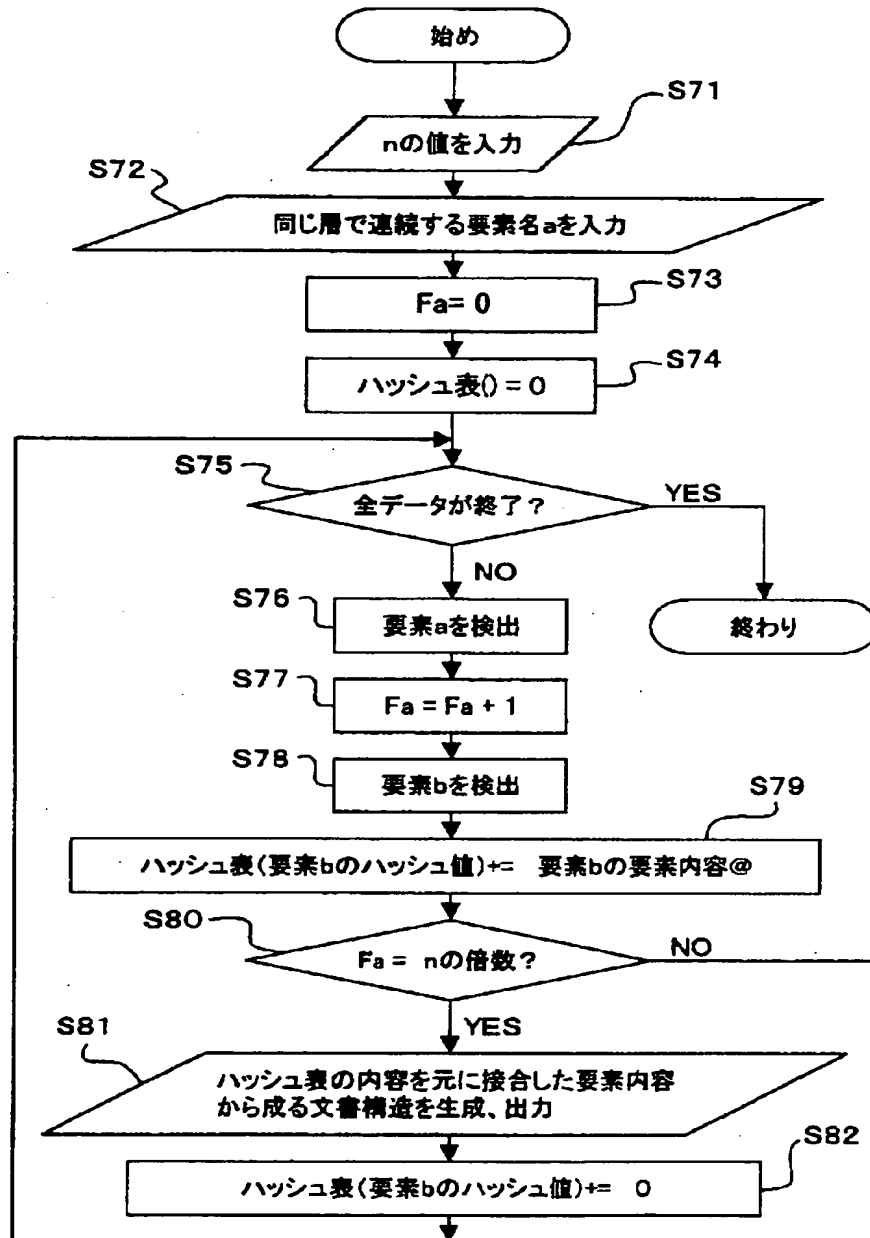 始め
S71
nの値を入力
S72
同じ層で連続する要素名aを入力
S73
Fa= 0
S74
ハッシュ表() = 0
S75
全データが終了?
YES
NO
S76
要素aを検出
終わり
S77
Fa = Fa + 1
S78
要素bを検出
S79
ハッシュ表(要素bのハッシュ値)+= 要素bの要素内容@
S80
Fa = nの倍数?
NO
YES
S81
ハッシュ表の内容を元に接合した要素内容
から成る文書構造を生成、出力
S82
ハッシュ表(要素bのハッシュ値)+= 0